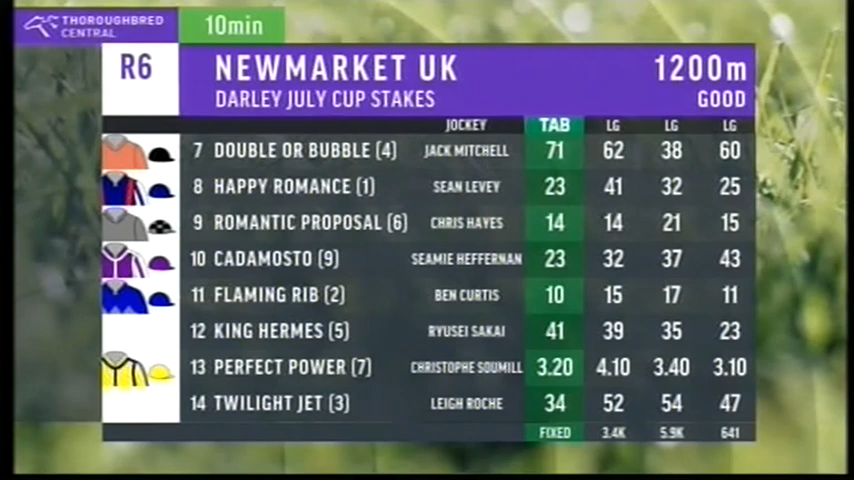 THOROUGHBRED
CENTRAL
10min
R6 NEWMARKET UK 1200m
DARLEY JULY CUP STAKES GOOD
JOCKEY TAB LG LG LG
7 DOUBLE OR BUBBLE (4) JACK MITCHELL 71 62 38 60
8 HAPPY ROMANCE (1) SEAN LEVEY 23 41 32 25
9 ROMANTIC PROPOSAL (6) CHRIS HAYES 14 14 21 15
10 CADAMOSTO (9) SEAMIE HEFFERNAN 23 32 37 43
11 FLAMING RIB (2) BEN CURTIS 10 15 17 11
12 KING HERMES (5) RYUSEI SAKAI 41 39 35 23
13 PERFECT POWER (7) CHRISTOPHE SOUMILL 3.20 4.10 3.40 3.10
14 TWILIGHT JET (3) LEIGH ROCHE 34 52 54 47
FIXED 3.4K 5.9K 641